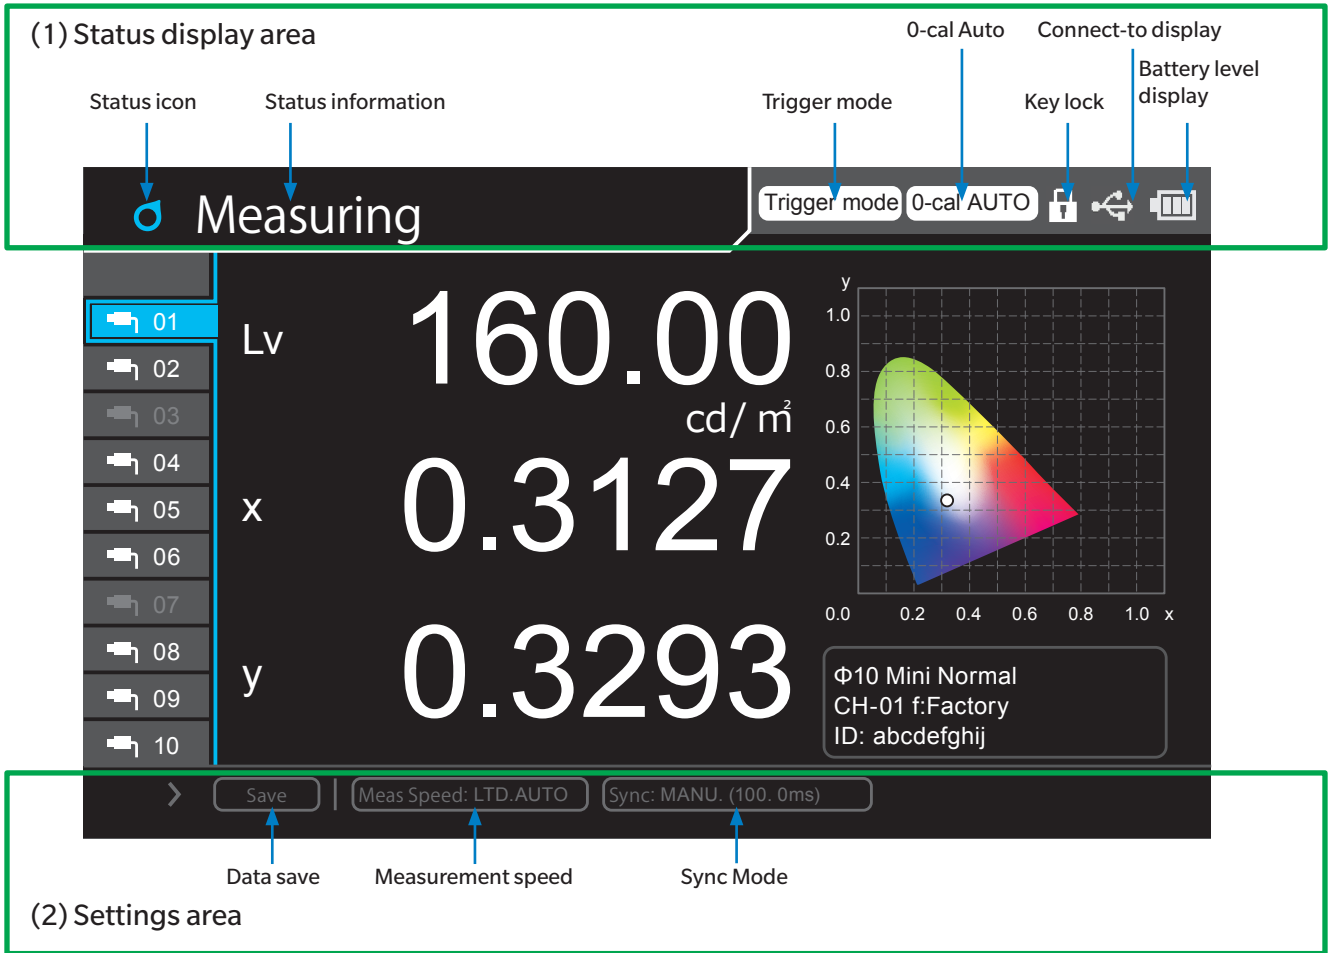 (1) Status display area
0-cal Auto
Connect-to display
Battery level
display
Status icon
Status information
Trigger mode
Key lock
Measuring
Trigger mode
0-cal AUTO
01
02
03
04
05
06
07
08
09
10
Lv
160.00
cd/㎡
x
0.3127
y
0.3293
y
1.0
0.8
0.6
0.4
0.2
0.0 0.2 0.4 0.6 0.8 1.0 x
Φ10 Mini Normal
CH-01 f:Factory
ID: abcdefghij
Save
Meas Speed: LTD.AUTO
Sync: MANU. (100. 0ms)
Data save
Measurement speed
Sync Mode
(2) Settings area